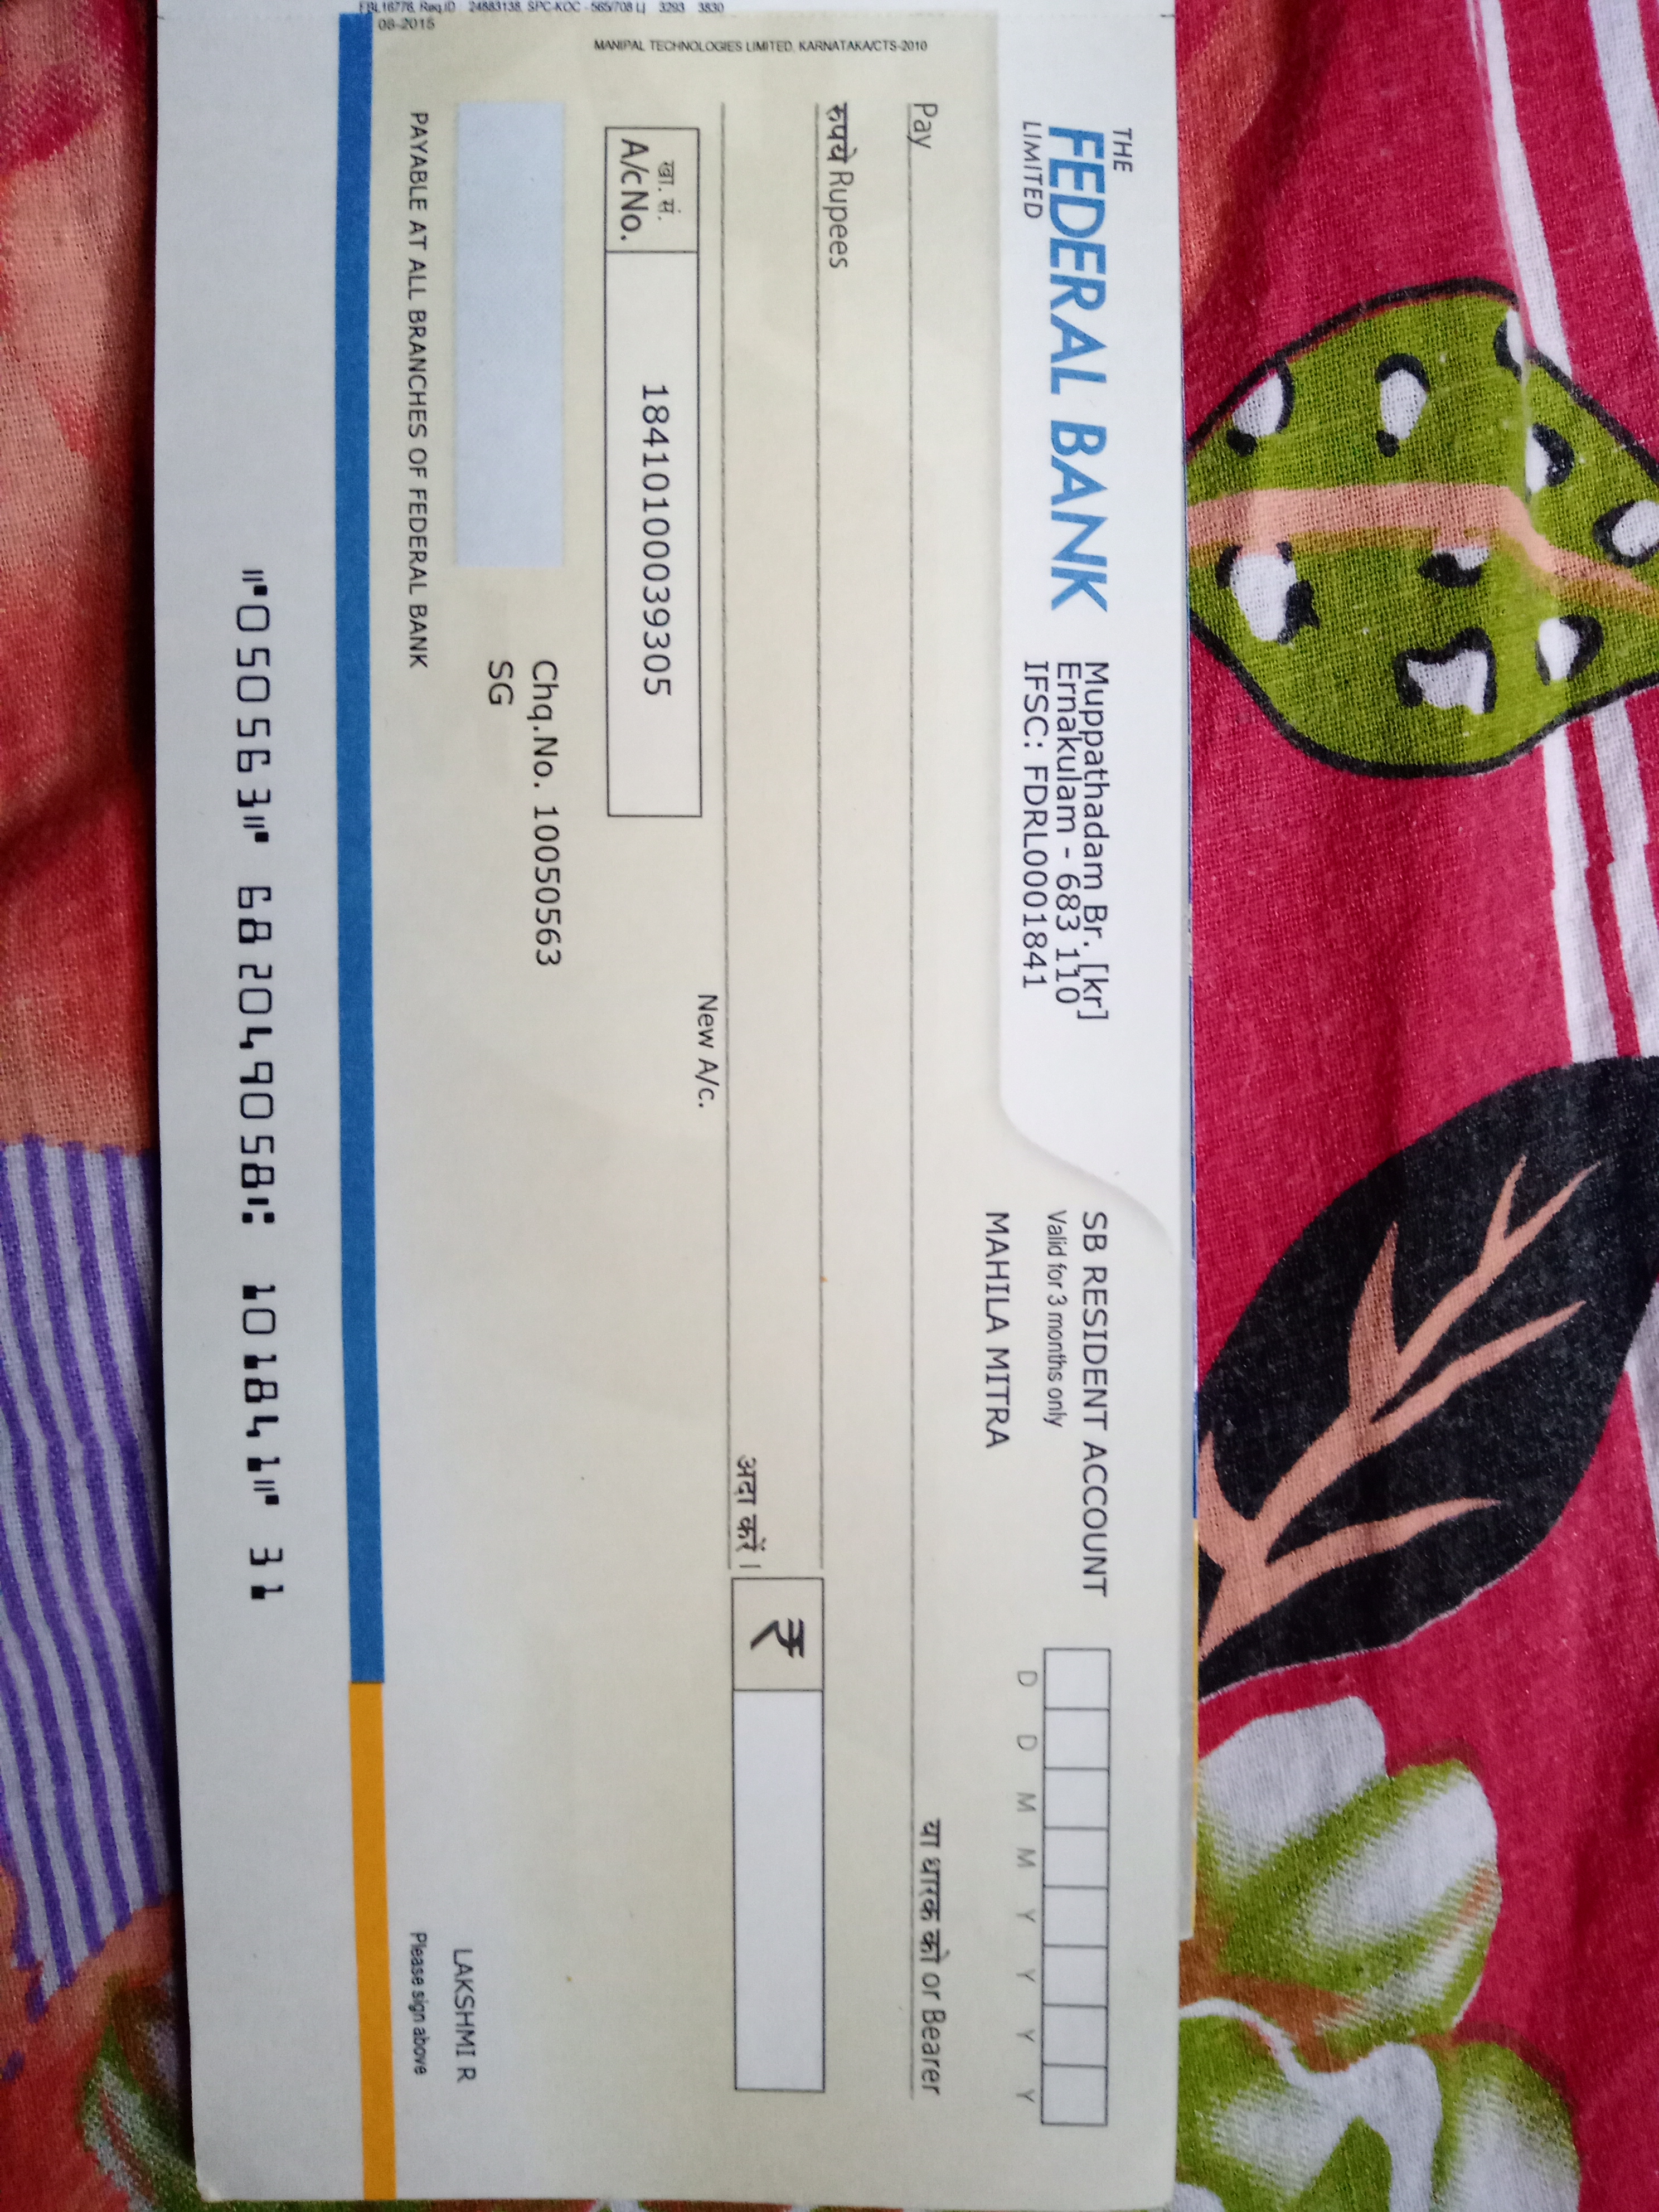 THE
FEDERAL BANK
LIMITED
Muppathadam Br. [kr]
Ernakulam - 683 110
IFSC: FDRL0001841
SB RESIDENT ACCOUNT
Valid for 3 months only
MAHILA MITRA
D D M M Y Y Y Y
Pay
या धारक को or Bearer
रुपये Rupees
अदा करें।
₹
New A/c.
खा. सं.
A/c No.
18410100039305
Chq.No. 10050563
SG
LAKSHMI R
Please sign above
PAYABLE AT ALL BRANCHES OF FEDERAL BANK
⑈050563⑈ 682049058⑆ 101841⑈ 31
MANIPAL TECHNOLOGIES LIMITED, KARNATAKA/CTS-2010
FBL16776, Req.ID 24883138, SPC-KOC - 565/708 L| 3293 3830
08-2015